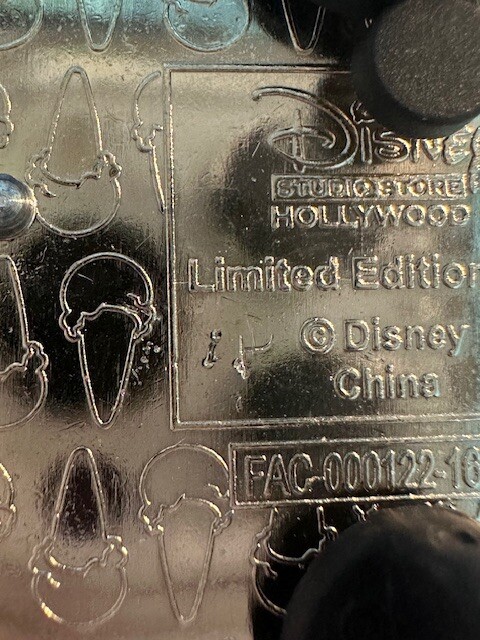 Disney
STUDIO STORE
HOLLYWOOD
Limited Edition
© Disney
China
FAC-000122-16